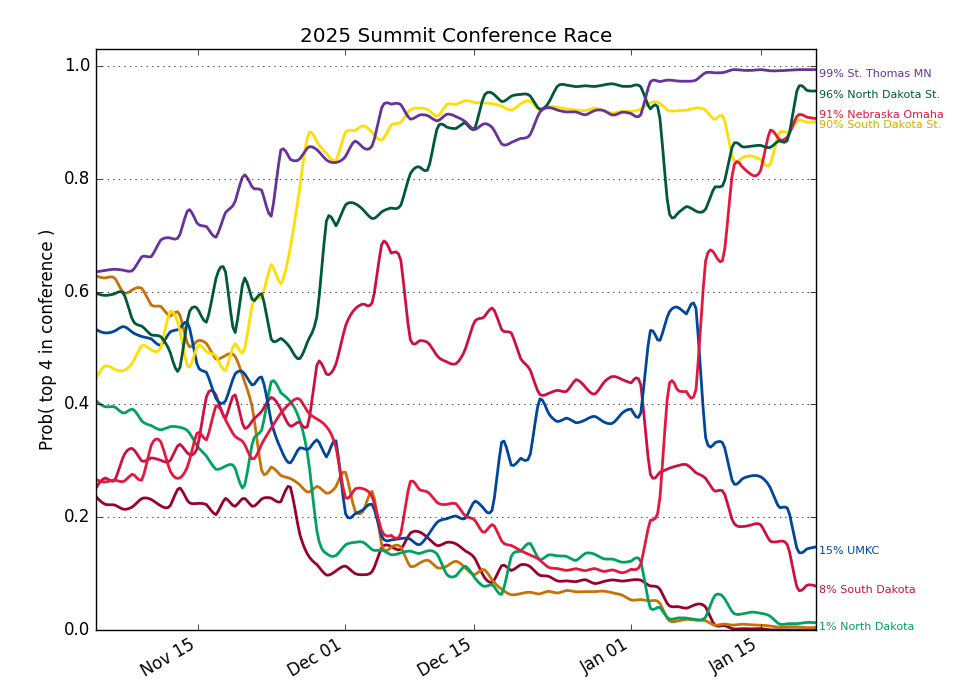 2025 Summit Conference Race
Prob( top 4 in conference )
1.0
0.8
0.6
0.4
0.2
0.0
Nov 15
Dec 01
Dec 15
Jan 01
Jan 15
99% St. Thomas MN
96% North Dakota St.
91% Nebraska Omaha
90% South Dakota St.
15% UMKC
8% South Dakota
1% North Dakota